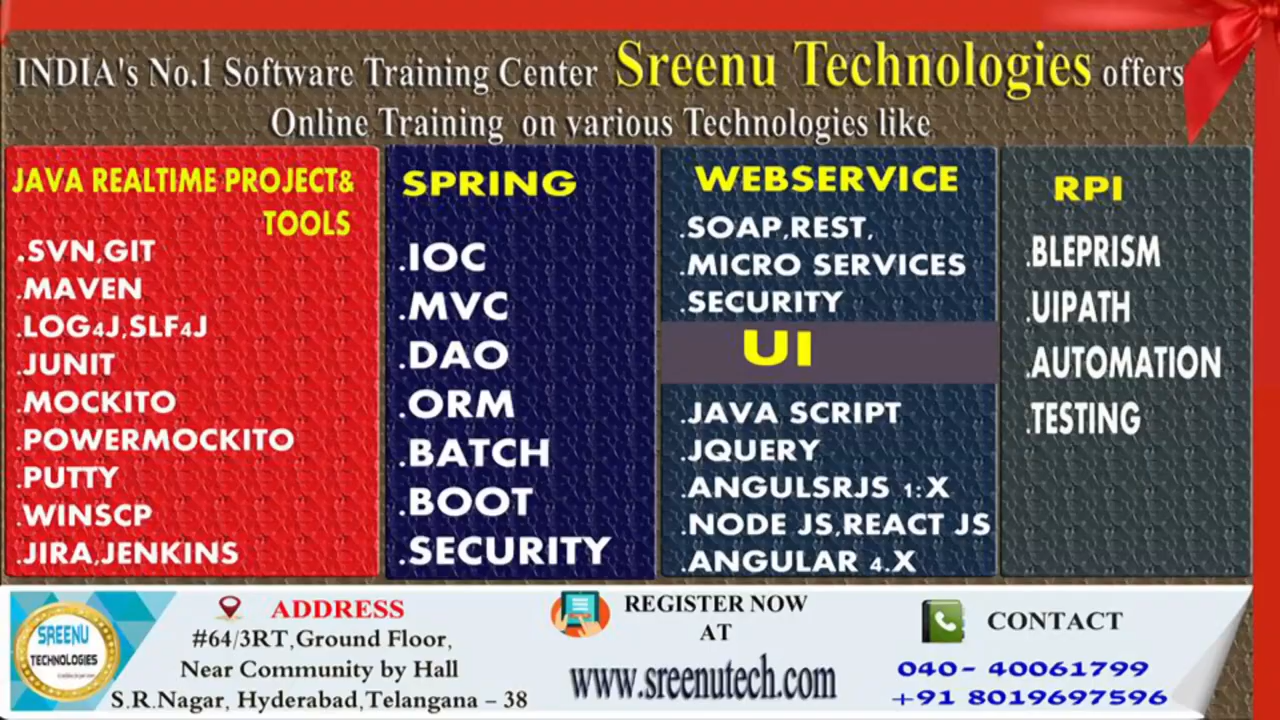 INDIA's No.1 Software Training Center Sreenu Technologies offers
Online Training on various Technologies like
JAVA REALTIME PROJECT&
TOOLS
.SVN,GIT
.MAVEN
.LOG4J,SLF4J
.JUNIT
.MOCKITO
.POWERMOCKITO
.PUTTY
.WINSCP
.JIRA,JENKINS
SPRING
.IOC
.MVC
.DAO
.ORM
.BATCH
.BOOT
.SECURITY
WEBSERVICE
.SOAP,REST,
.MICRO SERVICES
.SECURITY
UI
.JAVA SCRIPT
.JQUERY
.ANGULSRJS 1:X
.NODE JS,REACT JS
.ANGULAR 4.X
RPI
.BLEPRISM
.UIPATH
.AUTOMATION
.TESTING
SREENU
TECHNOLOGIES
ADDRESS
#64/3RT,Ground Floor,
Near Community by Hall
S.R.Nagar, Hyderabad,Telangana – 38
REGISTER NOW
AT
www.sreenutech.com
CONTACT
040- 40061799
+91 8019697596